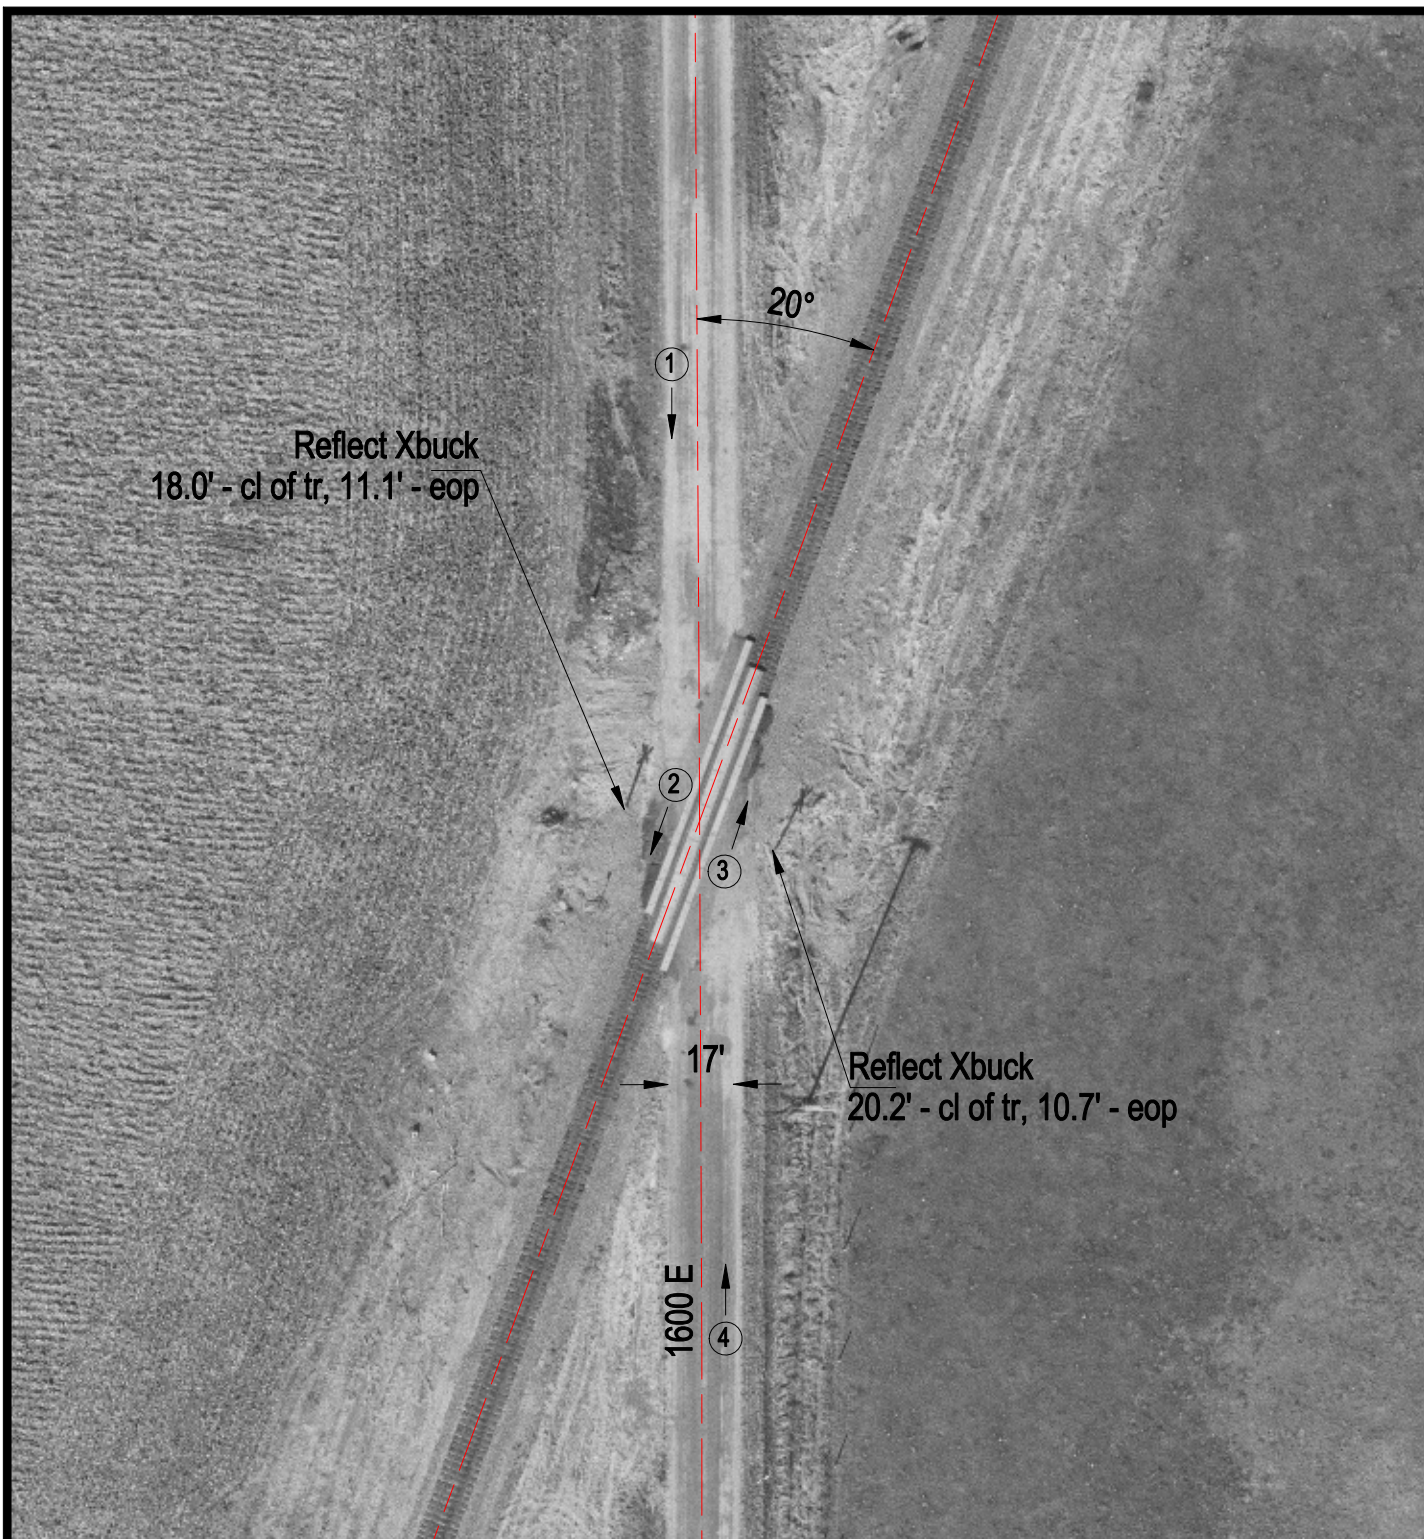 20°
1
Reflect Xbuck
18.0' - cl of tr, 11.1' - eop
2
3
17'
Reflect Xbuck
20.2' - cl of tr, 10.7' - eop
1600 E
4